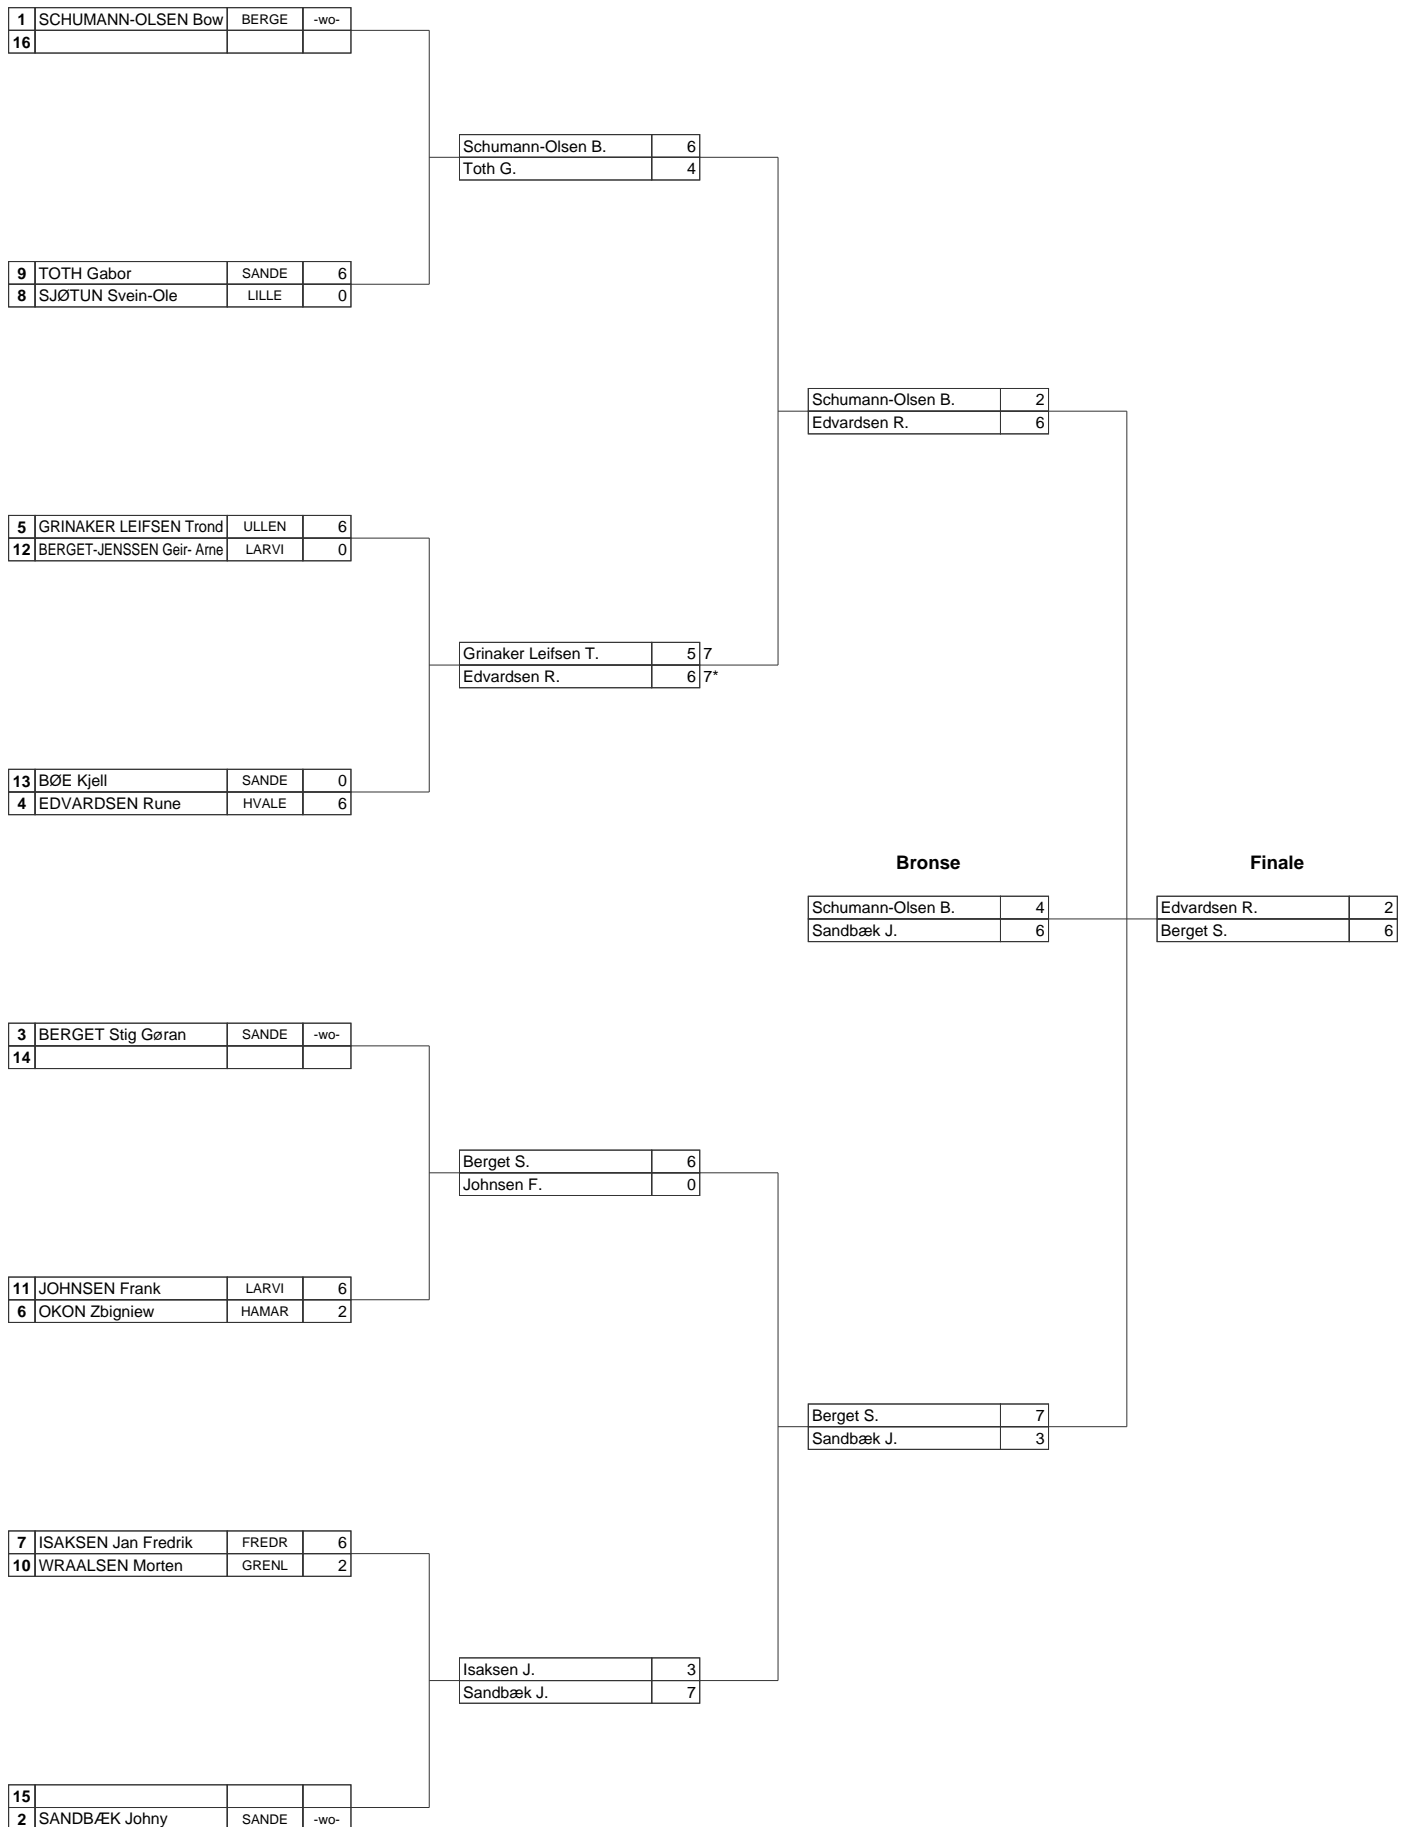 1 SCHUMANN-OLSEN Bow BERGE -wo-
16
Schumann-Olsen B. 6
Toth G. 4
9 TOTH Gabor SANDE 6
8 SJØTUN Svein-Ole LILLE 0
Schumann-Olsen B. 2
Edvardsen R. 6
5 GRINAKER LEIFSEN Trond ULLEN 6
12 BERGET-JENSSEN Geir- Arne LARVI 0
Grinaker Leifsen T. 5 7
Edvardsen R. 6 7*
13 BØE Kjell SANDE 0
4 EDVARDSEN Rune HVALE 6
Bronse Finale
Schumann-Olsen B. 4 Edvardsen R. 2
Sandbæk J. 6 Berget S. 6
3 BERGET Stig Gøran SANDE -wo-
14
Berget S. 6
Johnsen F. 0
11 JOHNSEN Frank LARVI 6
6 OKON Zbigniew HAMAR 2
Berget S. 7
Sandbæk J. 3
7 ISAKSEN Jan Fredrik FREDR 6
10 WRAALSEN Morten GRENL 2
Isaksen J. 3
Sandbæk J. 7
15
2 SANDBÆK Johny SANDE -wo-